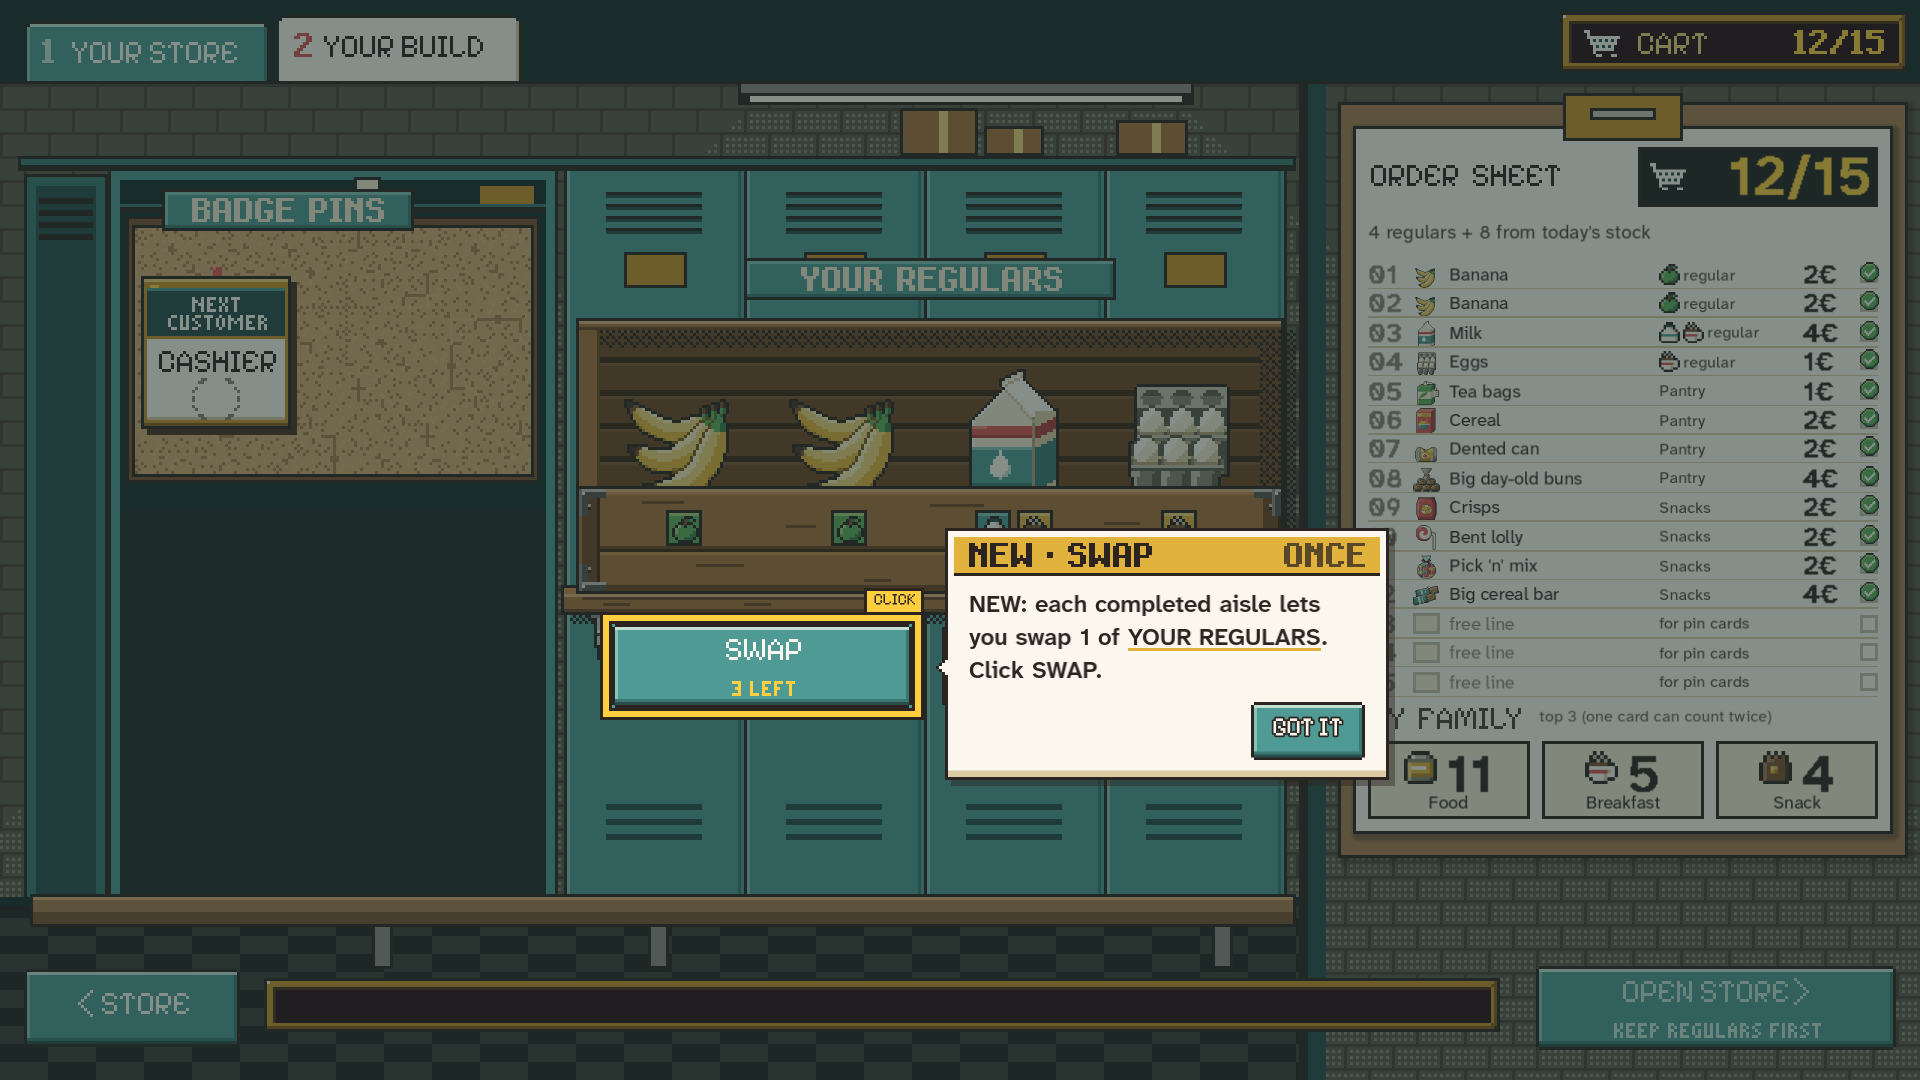 1 YOUR STORE
2 YOUR BUILD
CART 12/15
BADGE PINS
NEXT
CUSTOMER
CASHIER
YOUR REGULARS
CLICK
SWAP
3 LEFT
NEW · SWAP ONCE
NEW: each completed aisle lets
you swap 1 of YOUR REGULARS.
Click SWAP.
GOT IT
ORDER SHEET 12/15
4 regulars + 8 from today's stock
01 Banana regular 2€
02 Banana regular 2€
03 Milk regular 4€
04 Eggs regular 1€
05 Tea bags Pantry 1€
06 Cereal Pantry 2€
07 Dented can Pantry 2€
08 Big day-old buns Pantry 4€
09 Crisps Snacks 2€
Bent lolly Snacks 2€
Pick 'n' mix Snacks 2€
Big cereal bar Snacks 4€
free line for pin cards
free line for pin cards
free line for pin cards
FAMILY top 3 (one card can count twice)
11 Food
5 Breakfast
4 Snack
< STORE
OPEN STORE >
KEEP REGULARS FIRST